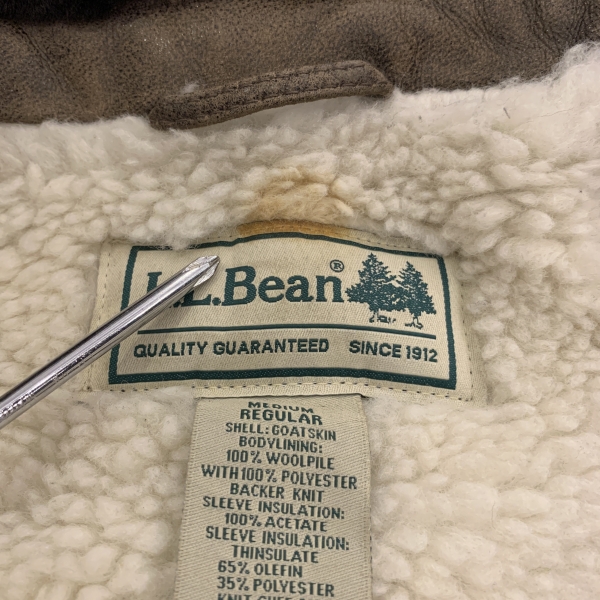 L.L.Bean®
QUALITY GUARANTEED SINCE 1912
MEDIUM
REGULAR
SHELL: GOATSKIN
BODYLINING:
100% WOOLPILE
WITH 100% POLYESTER
BACKER KNIT
SLEEVE INSULATION:
100% ACETATE
SLEEVE INSULATION:
THINSULATE
65% OLEFIN
35% POLYESTER